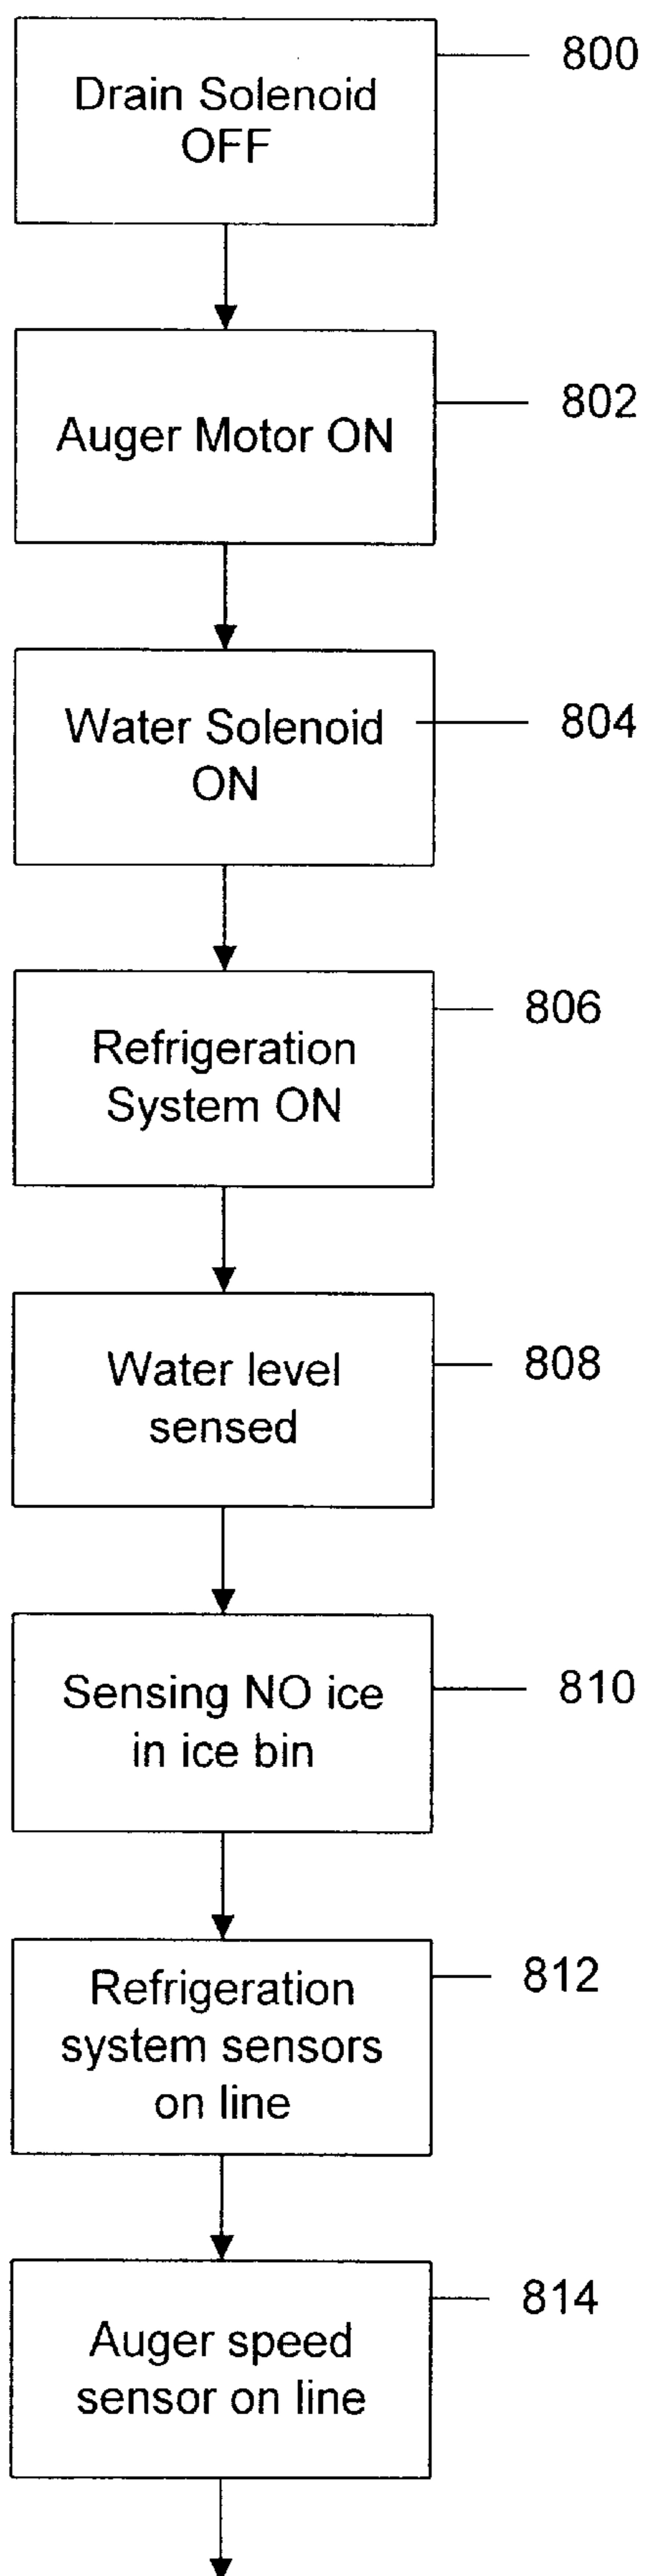 800
Drain Solenoid
OFF
802
Auger Motor ON
804
Water Solenoid
ON
806
Refrigeration
System ON
808
Water level
sensed
810
Sensing NO ice
in ice bin
812
Refrigeration
system sensors
on line
814
Auger speed
sensor on line